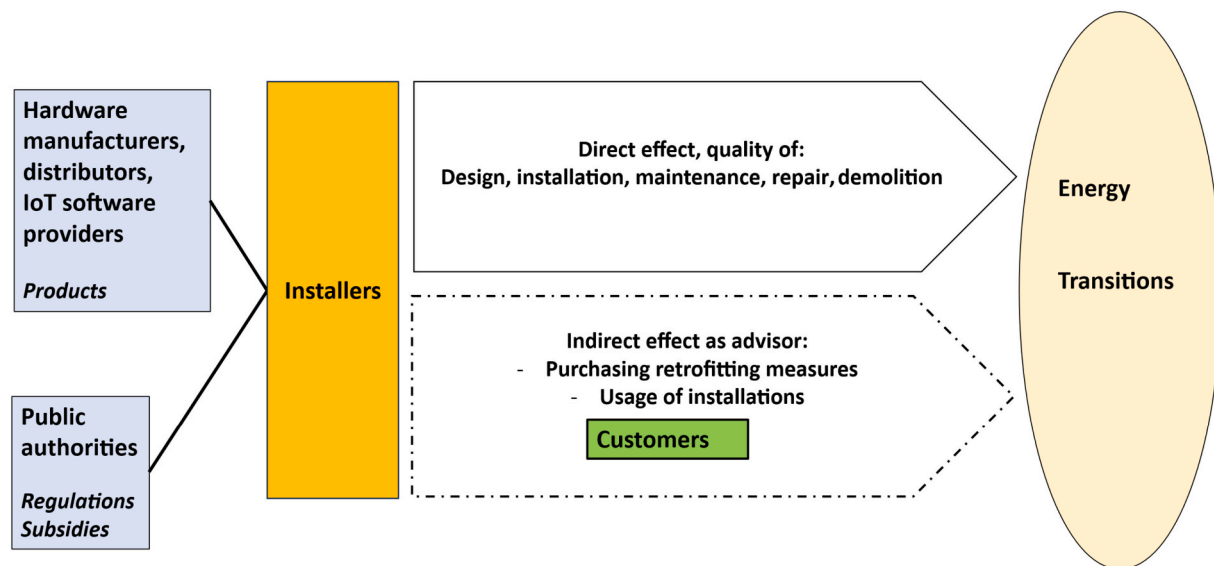 Hardware
manufacturers,
distributors,
IoT software
providers
Products
Public
authorities
Regulations
Subsidies
Installers
Direct effect, quality of:
Design, installation, maintenance, repair, demolition
Indirect effect as advisor:
- Purchasing retrofitting measures
- Usage of installations
Customers
Energy
Transitions